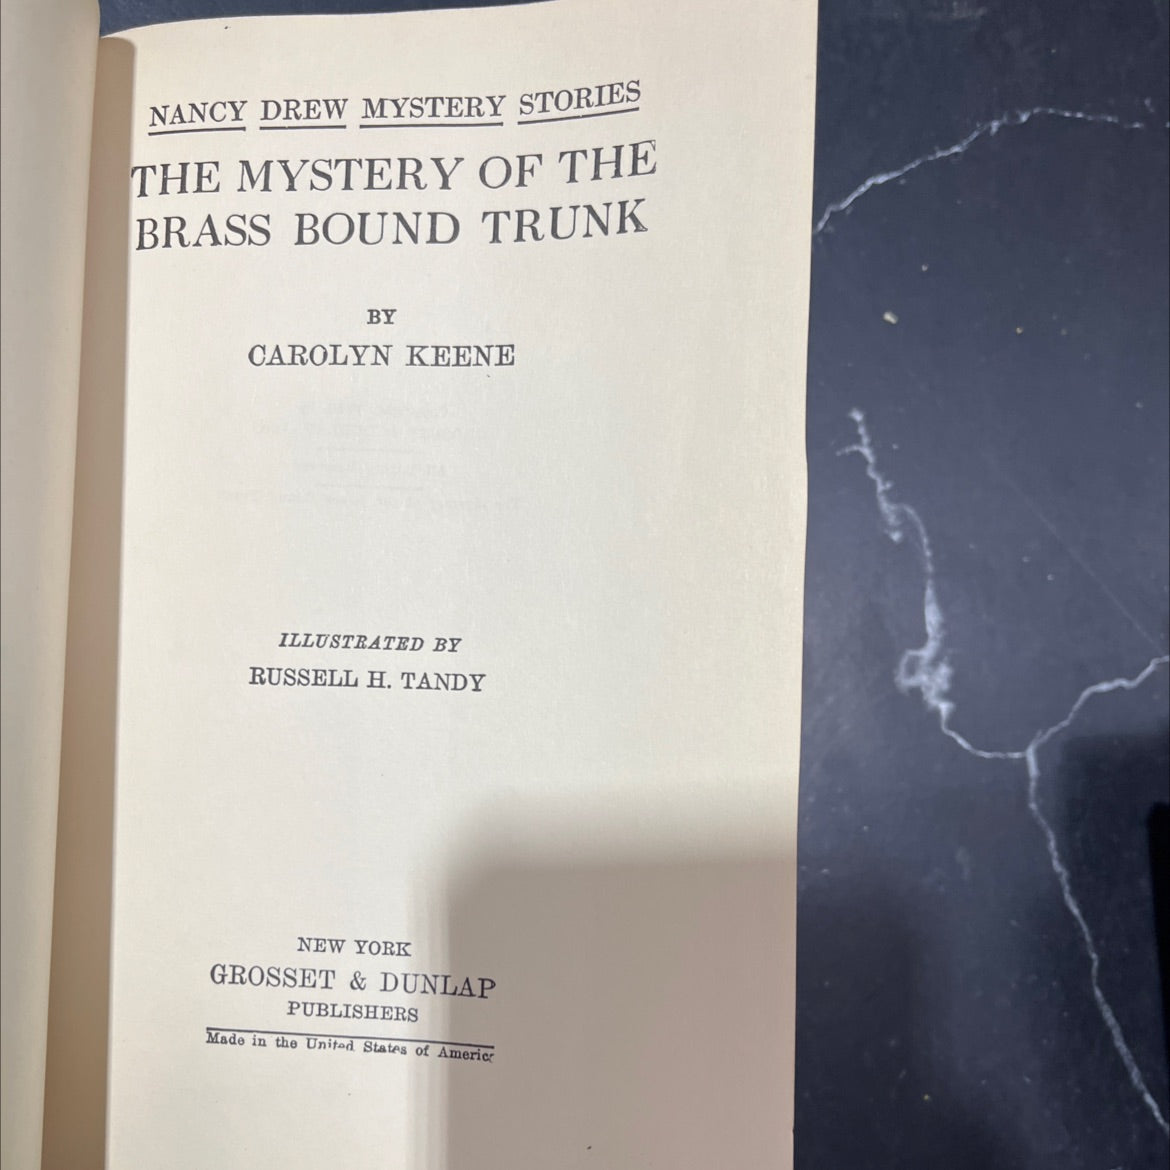 NANCY DREW MYSTERY STORIES
THE MYSTERY OF THE
BRASS BOUND TRUNK
BY
CAROLYN KEENE
ILLUSTRATED BY
RUSSELL H. TANDY
NEW YORK
GROSSET & DUNLAP
PUBLISHERS
Made in the United States of America